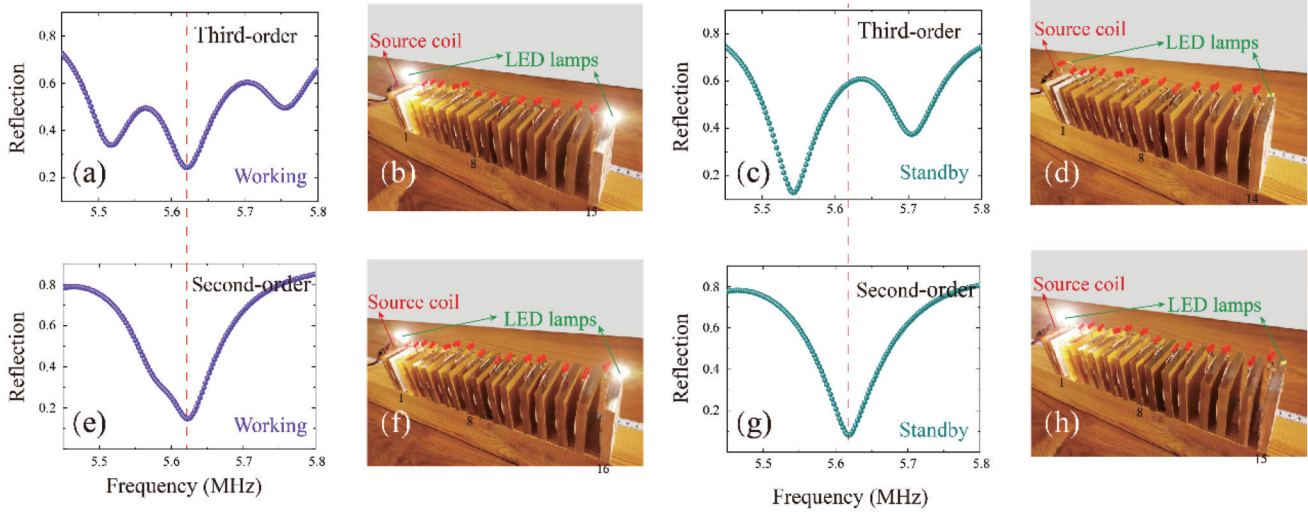 Third-order
Reflection
0.8
0.6
0.4
0.2
(a)
Working
5.5
5.6
5.7
5.8
Source coil
LED lamps
(b)
1
8
15
Third-order
Reflection
0.8
0.6
0.4
0.2
(c)
Standby
5.5
5.6
5.7
5.8
Source coil
LED lamps
(d)
1
8
14
Second-order
Reflection
0.8
0.6
0.4
0.2
(e)
Working
5.5
5.6
5.7
5.8
Frequency (MHz)
Source coil
LED lamps
(f)
1
8
16
Second-order
Reflection
0.8
0.6
0.4
0.2
(g)
Standby
5.5
5.6
5.7
5.8
Frequency (MHz)
Source coil
LED lamps
(h)
1
8
15